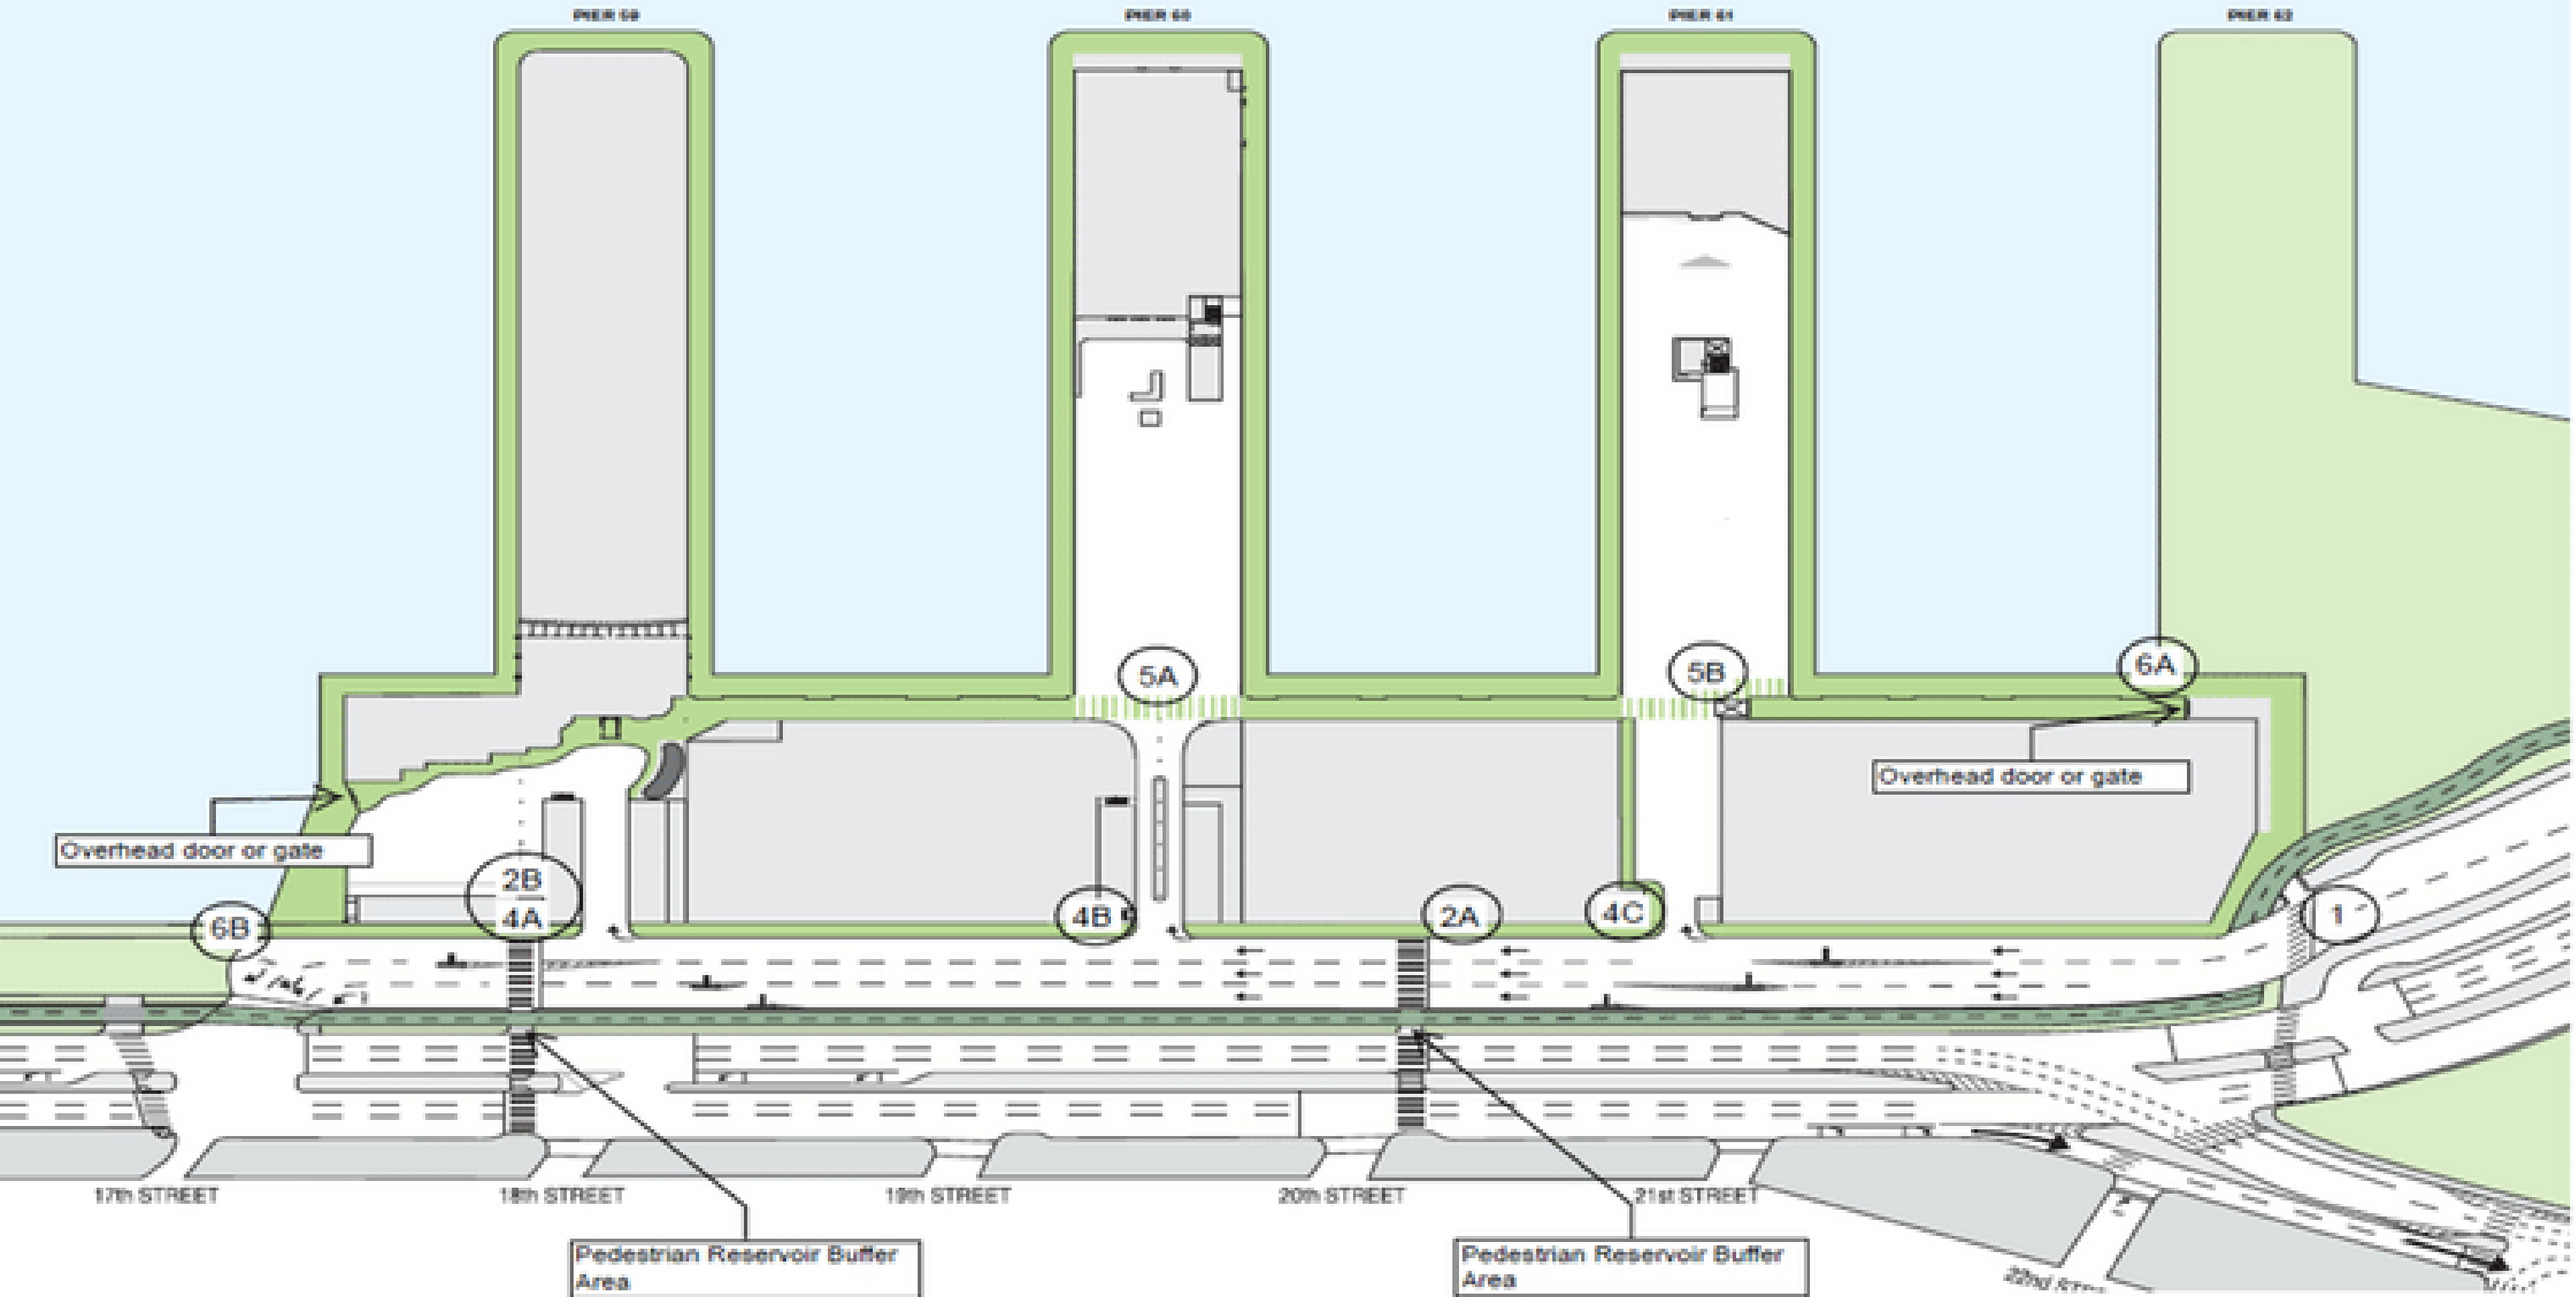 PIER 59
PIER 60
PIER 61
PIER 62
5A
5B
6A
Overhead door or gate
Overhead door or gate
2B
4A
6B
4B
2A
4C
1
17th STREET
18th STREET
19th STREET
20th STREET
21st STREET
Pedestrian Reservoir Buffer
Area
Pedestrian Reservoir Buffer
Area
22nd